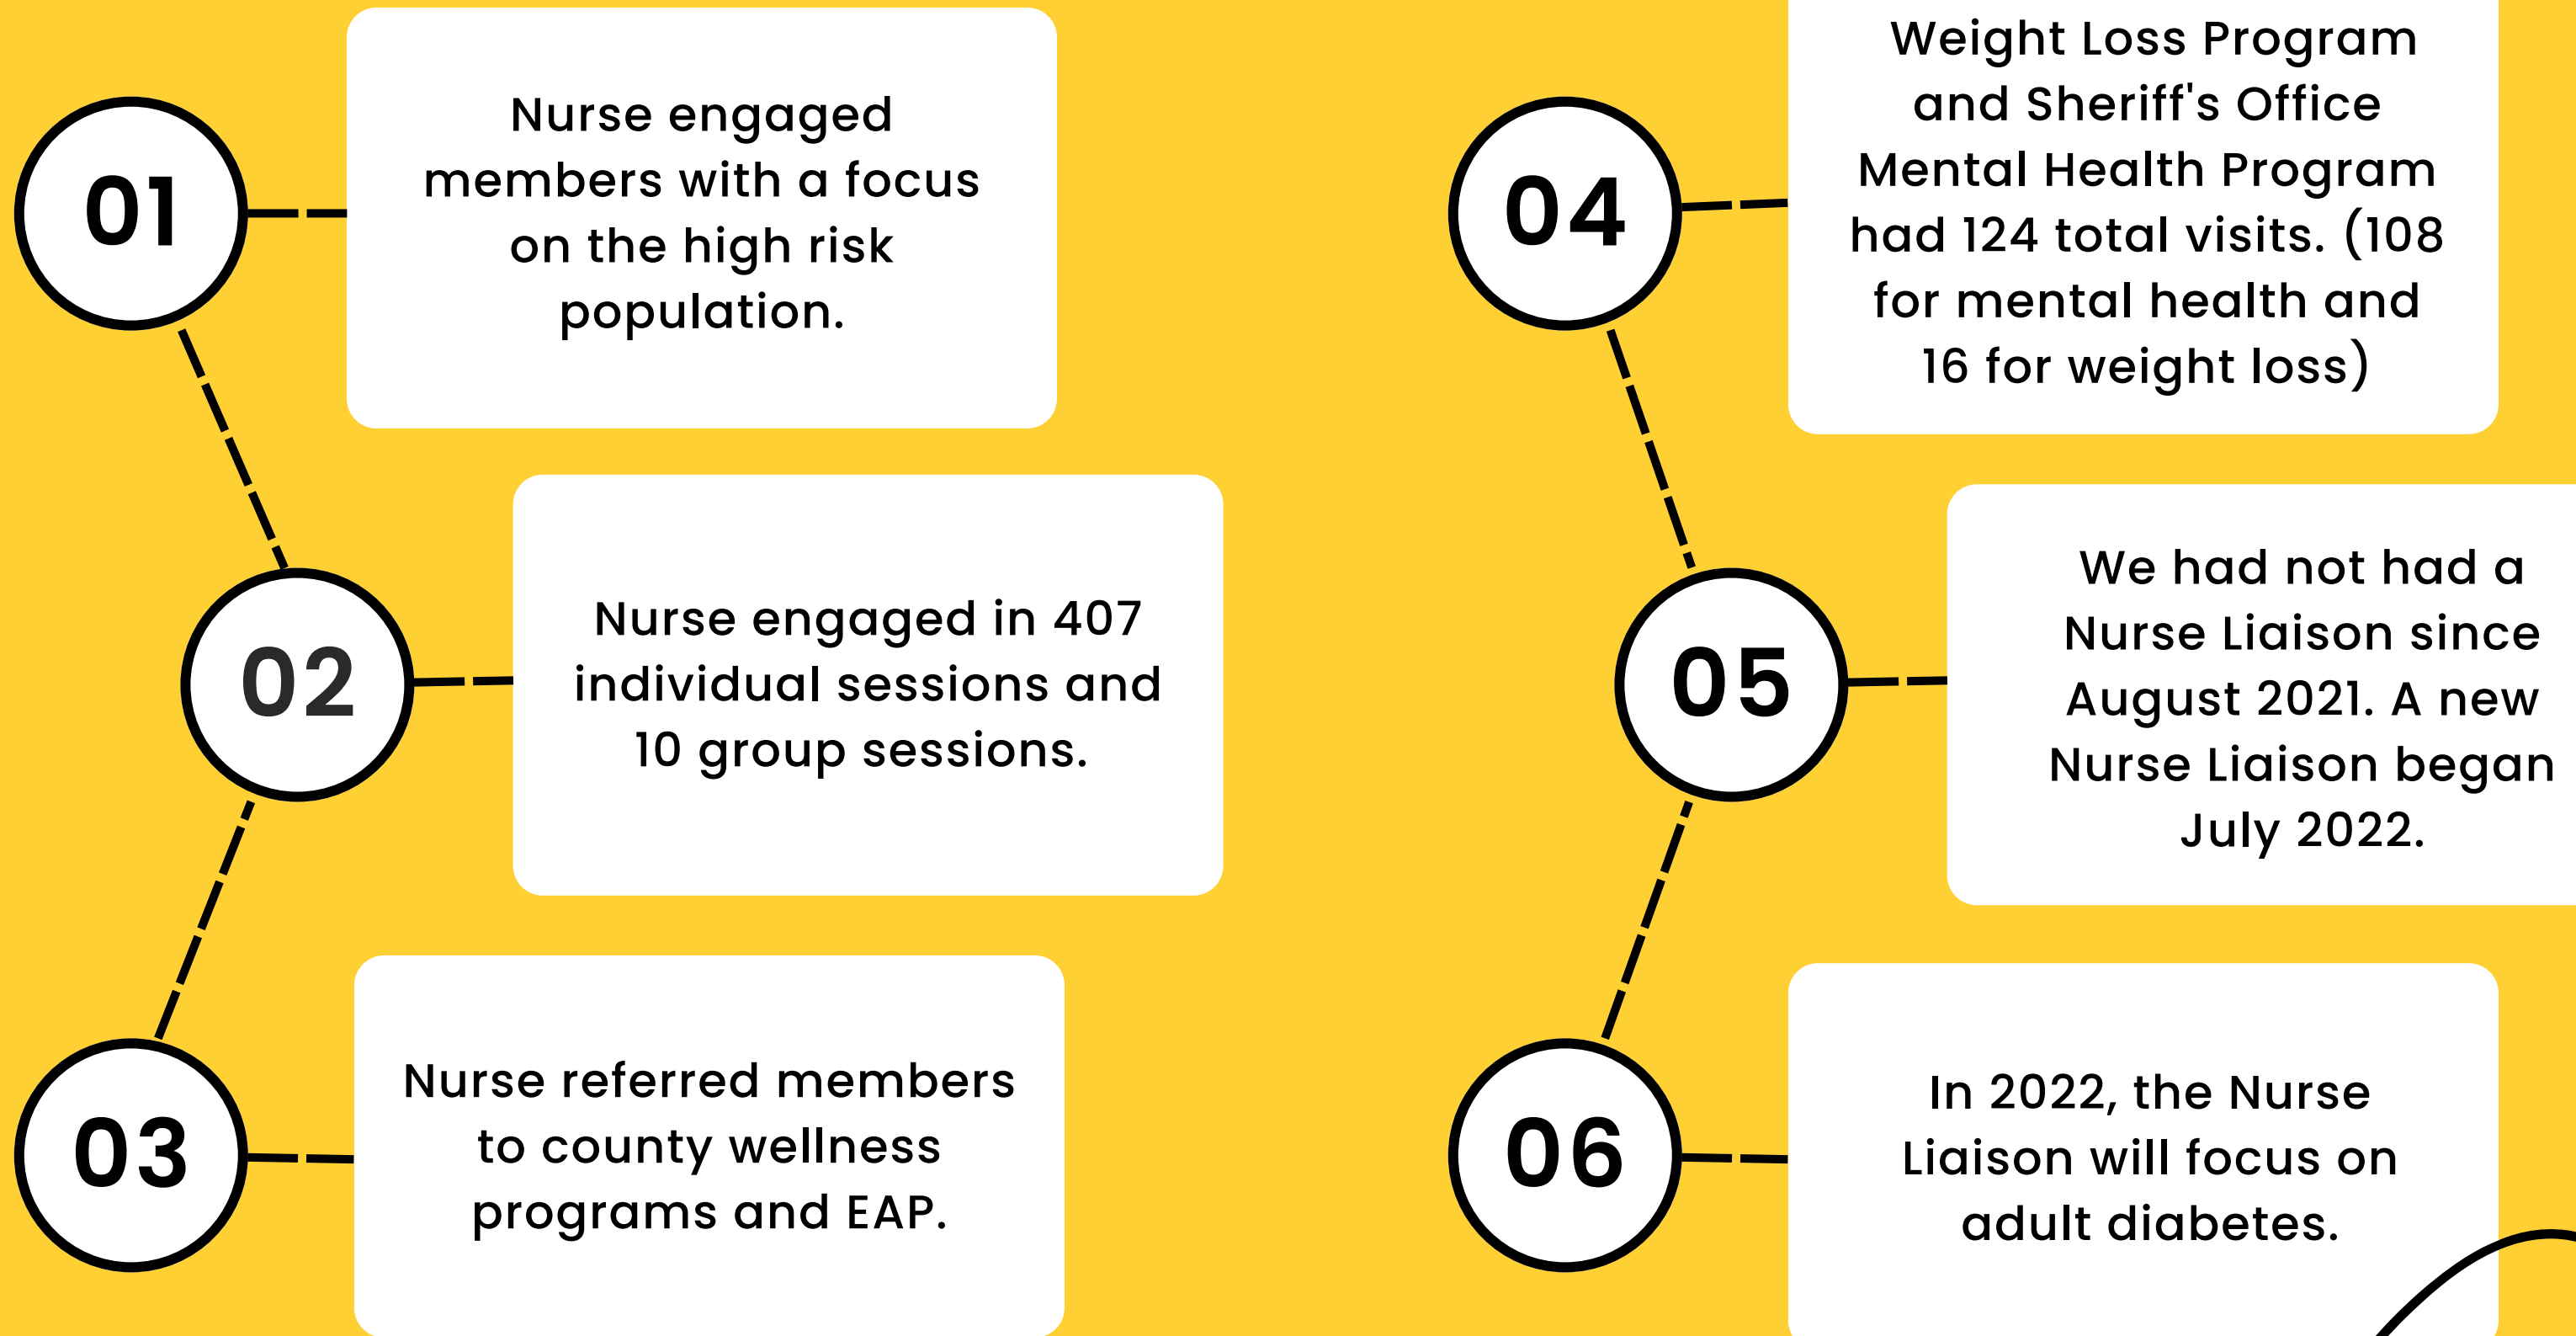 01
Nurse engaged
members with a focus
on the high risk
population.
02
Nurse engaged in 407
individual sessions and
10 group sessions.
03
Nurse referred members
to county wellness
programs and EAP.
04
Weight Loss Program
and Sheriff's Office
Mental Health Program
had 124 total visits. (108
for mental health and
16 for weight loss)
05
We had not had a
Nurse Liaison since
August 2021. A new
Nurse Liaison began
July 2022.
06
In 2022, the Nurse
Liaison will focus on
adult diabetes.